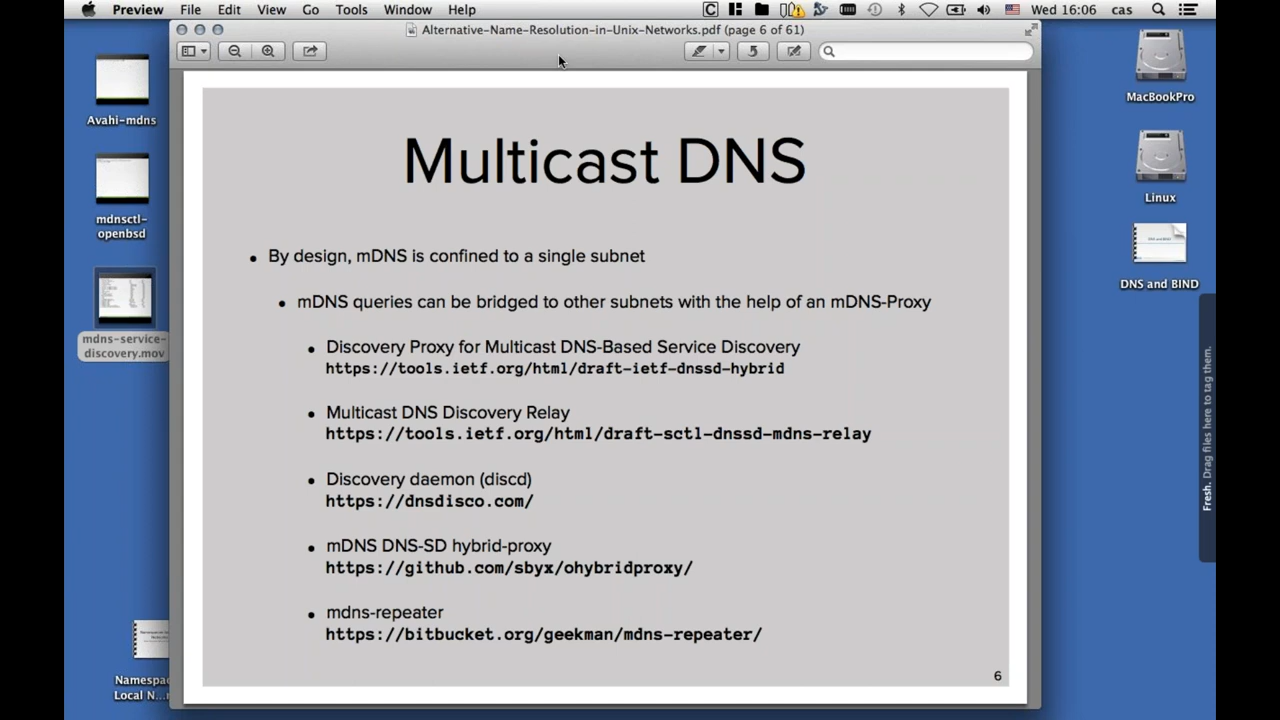 Preview File Edit View Go Tools Window Help
Wed 16:06 cas
Alternative-Name-Resolution-in-Unix-Networks.pdf (page 6 of 61)
Multicast DNS
• By design, mDNS is confined to a single subnet
• mDNS queries can be bridged to other subnets with the help of an mDNS-Proxy
• Discovery Proxy for Multicast DNS-Based Service Discovery
https://tools.ietf.org/html/draft-ietf-dnssd-hybrid
• Multicast DNS Discovery Relay
https://tools.ietf.org/html/draft-sctl-dnssd-mdns-relay
• Discovery daemon (discd)
https://dnsdisco.com/
• mDNS DNS-SD hybrid-proxy
https://github.com/sbyx/ohybridproxy/
• mdns-repeater
https://bitbucket.org/geekman/mdns-repeater/
6
Avahi-mdns
mdnsctl-
openbsd
mdns-service-
discovery.mov
Namespac
Local N...r
MacBookPro
Linux
DNS and BIND
Fresh. Drag files here to tag them.